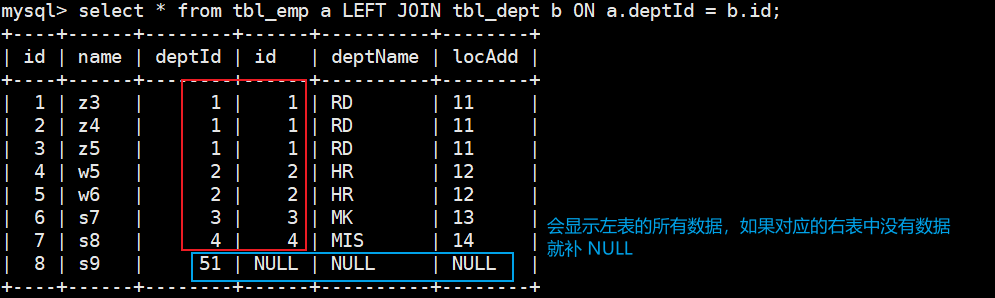 mysql> select * from tbl_emp a LEFT JOIN tbl_dept b ON a.deptId = b.id;
+----+------+--------+------+----------+--------+
| id | name | deptId | id   | deptName | locAdd |
+----+------+--------+------+----------+--------+
|  1 | z3   |      1 |    1 | RD       | 11     |
|  2 | z4   |      1 |    1 | RD       | 11     |
|  3 | z5   |      1 |    1 | RD       | 11     |
|  4 | w5   |      2 |    2 | HR       | 12     |
|  5 | w6   |      2 |    2 | HR       | 12     |
|  6 | s7   |      3 |    3 | MK       | 13     |
|  7 | s8   |      4 |    4 | MIS      | 14     |
|  8 | s9   |     51 | NULL | NULL     | NULL   |
+----+------+--------+------+----------+--------+
会显示左表的所有数据，如果对应的右表中没有数据
就补 NULL